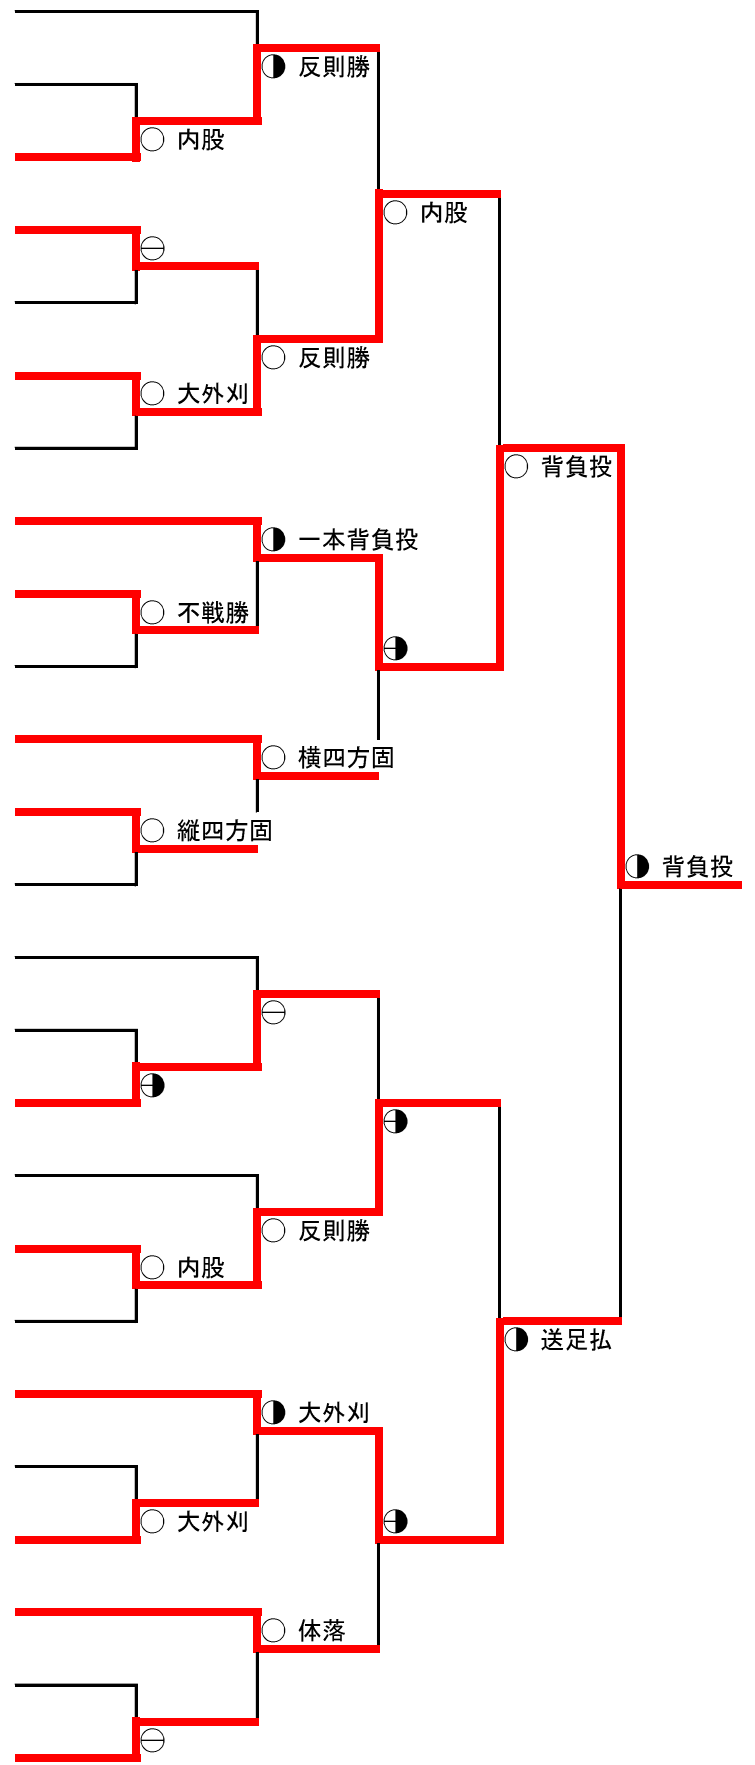 反則勝
内股
内股
反則勝
大外刈
背負投
一本背負投
不戦勝
横四方固
縦四方固
背負投
反則勝
内股
送足払
大外刈
大外刈
体落